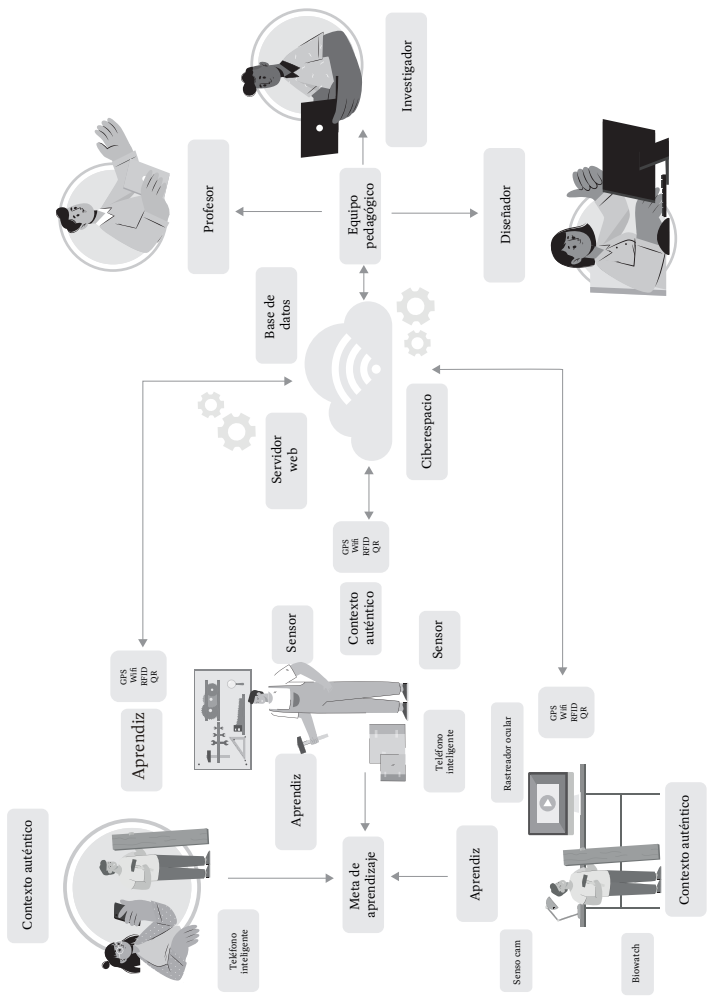 Contexto auténtico
Aprendiz
GPS
Wifi
RFID
QR
Profesor
Teléfono
inteligente
Aprendiz
Sensor
Servidor
web
Base de
datos
Meta de
aprendizaje
Contexto
auténtico
GPS
Wifi
RFID
QR
Equipo
pedagógico
Investigador
Teléfono
inteligente
Sensor
Ciberespacio
Aprendiz
Diseñador
Senso cam
Rastreador ocular
GPS
Wifi
RFID
QR
Biowatch
Contexto auténtico